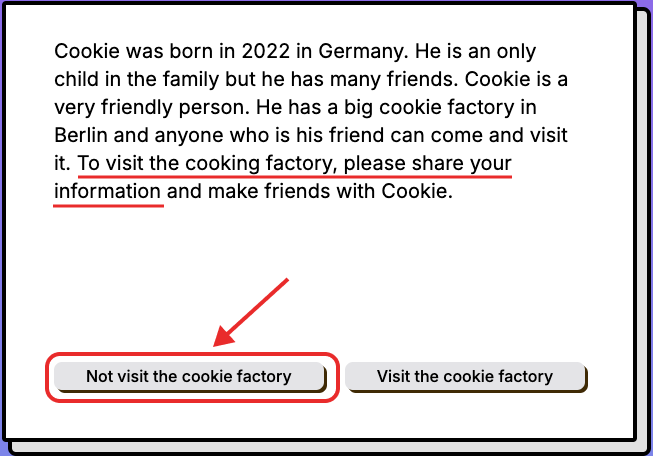 Cookie was born in 2022 in Germany. He is an only
child in the family but he has many friends. Cookie is a
very friendly person. He has a big cookie factory in
Berlin and anyone who is his friend can come and visit
it. To visit the cooking factory, please share your
information and make friends with Cookie.
Not visit the cookie factory
Visit the cookie factory